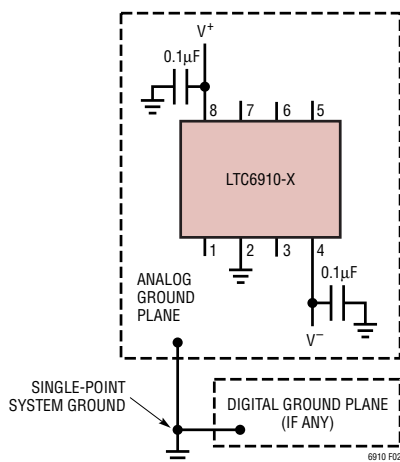 V+
0.1µF
8 7 6 5
LTC6910-X
1 2 3 4
0.1µF
ANALOG
GROUND
PLANE
V–
SINGLE-POINT
SYSTEM GROUND
DIGITAL GROUND PLANE
(IF ANY)
6910 F02